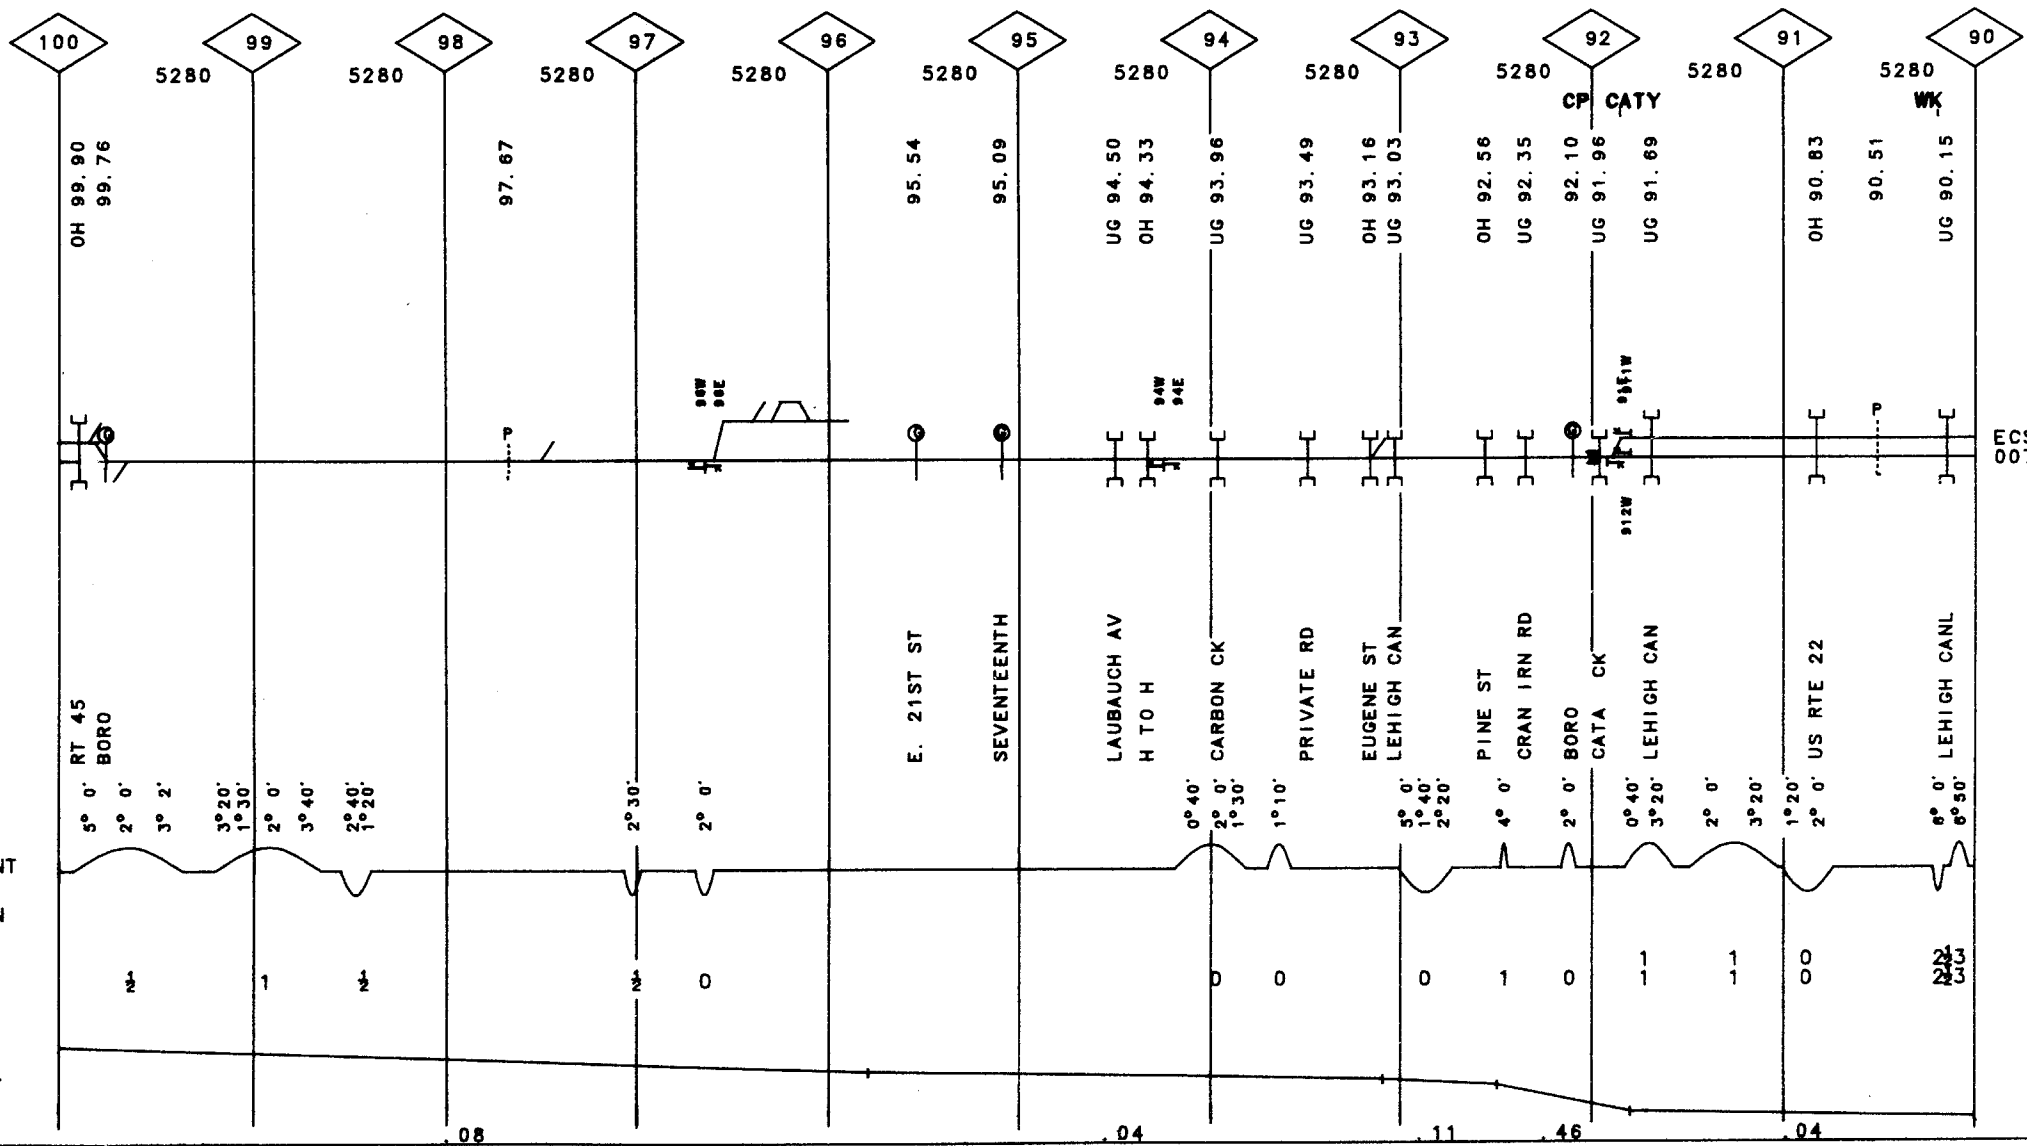 100 99 98 97 96 95 94 93 92 91 90
5280 5280 5280 5280 5280 5280 5280 5280 5280 5280
CP CATY WK
OH 99.90
99.76
97.67
95.54
95.09
UG 94.50
OH 94.33
UG 93.96
UG 93.49
OH 93.16
UG 93.03
OH 92.56
UG 92.35
92.10
UG 91.96
UG 91.69
OH 90.83
90.51
UG 90.15
96W
96E
94W
94E
912W
P
P
RT 45
BORO
E. 21ST ST
SEVENTEENTH
LAUBAUCH AV
H TO H
CARBON CK
PRIVATE RD
EUGENE ST
LEHIGH CAN
PINE ST
CRAN IRN RD
BORO
CATA CK
LEHIGH CAN
US RTE 22
LEHIGH CANL
5° 0'
2° 0'
3° 2'
3°20'
1°30'
2° 0'
3°40'
2°40'
1°20'
2°30'
2° 0'
0°40'
2° 0'
1°30'
1°10'
5° 0'
1°40'
2°20'
4° 0'
2° 0'
0°40'
3°20'
2° 0'
3°20'
1°20'
2° 0'
6° 0'
6°50'
NT
1 1 0
1 0 0 0 0 1 0 1 1 0
.08 .04 .11 .46 .04